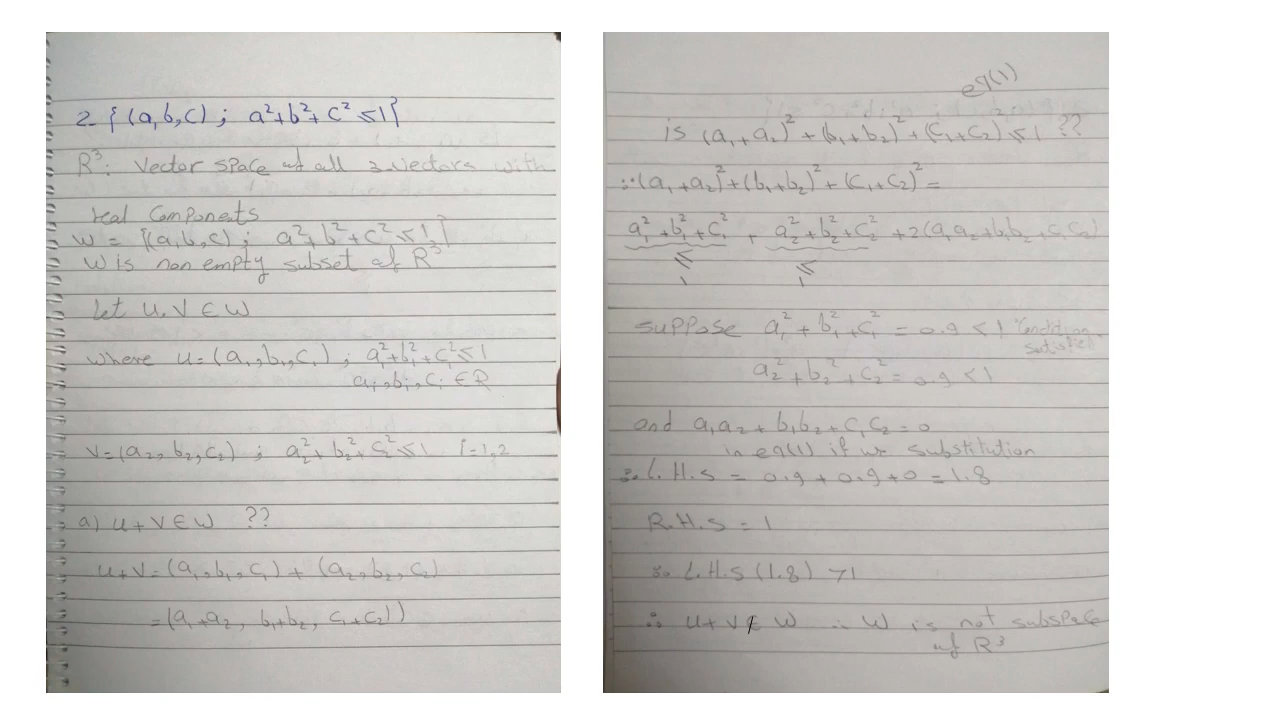 2- {(a,b,c) ; a²+b²+c² ≤1}
R³: Vector space of all 3-vectors with
real components
W = {(a,b,c) ; a²+b²+c² ≤1}
W is non empty subset of R³
Let u,v ∈ W
where u=(a₁,b₁,c₁) ; a₁²+b₁²+c₁² ≤1
aᵢ,bᵢ,cᵢ ∈R
v=(a₂,b₂,c₂) ; a₂²+b₂²+c₂² ≤1 i=1,2
a) u+v∈W ??
u+v=(a₁,b₁,c₁) + (a₂,b₂,c₂)
=(a₁+a₂, b₁+b₂, c₁+c₂))
eq(1)
is (a₁+a₂)²+(b₁+b₂)²+(c₁+c₂)² ≤1 ??
∵(a₁+a₂)²+(b₁+b₂)²+(c₁+c₂)²=
a₁²+b₁²+c₁² + a₂²+b₂²+c₂² +2(a₁a₂+b₁b₂+c₁c₂)
≤ ≤
1 1
suppose a₁²+b₁²+c₁² = 0.9 <1 "condition
satisfied
a₂²+b₂²+c₂² = 0.9 <1
and a₁a₂+b₁b₂+c₁c₂=0
in eq(1) if we substitution
∴ L.H.S = 0.9+0.9+0 =1.8
R.H.S = 1
∴ L.H.S (1.8) >1
∴ u+v∉ W ∴ W is not subspace
of R³